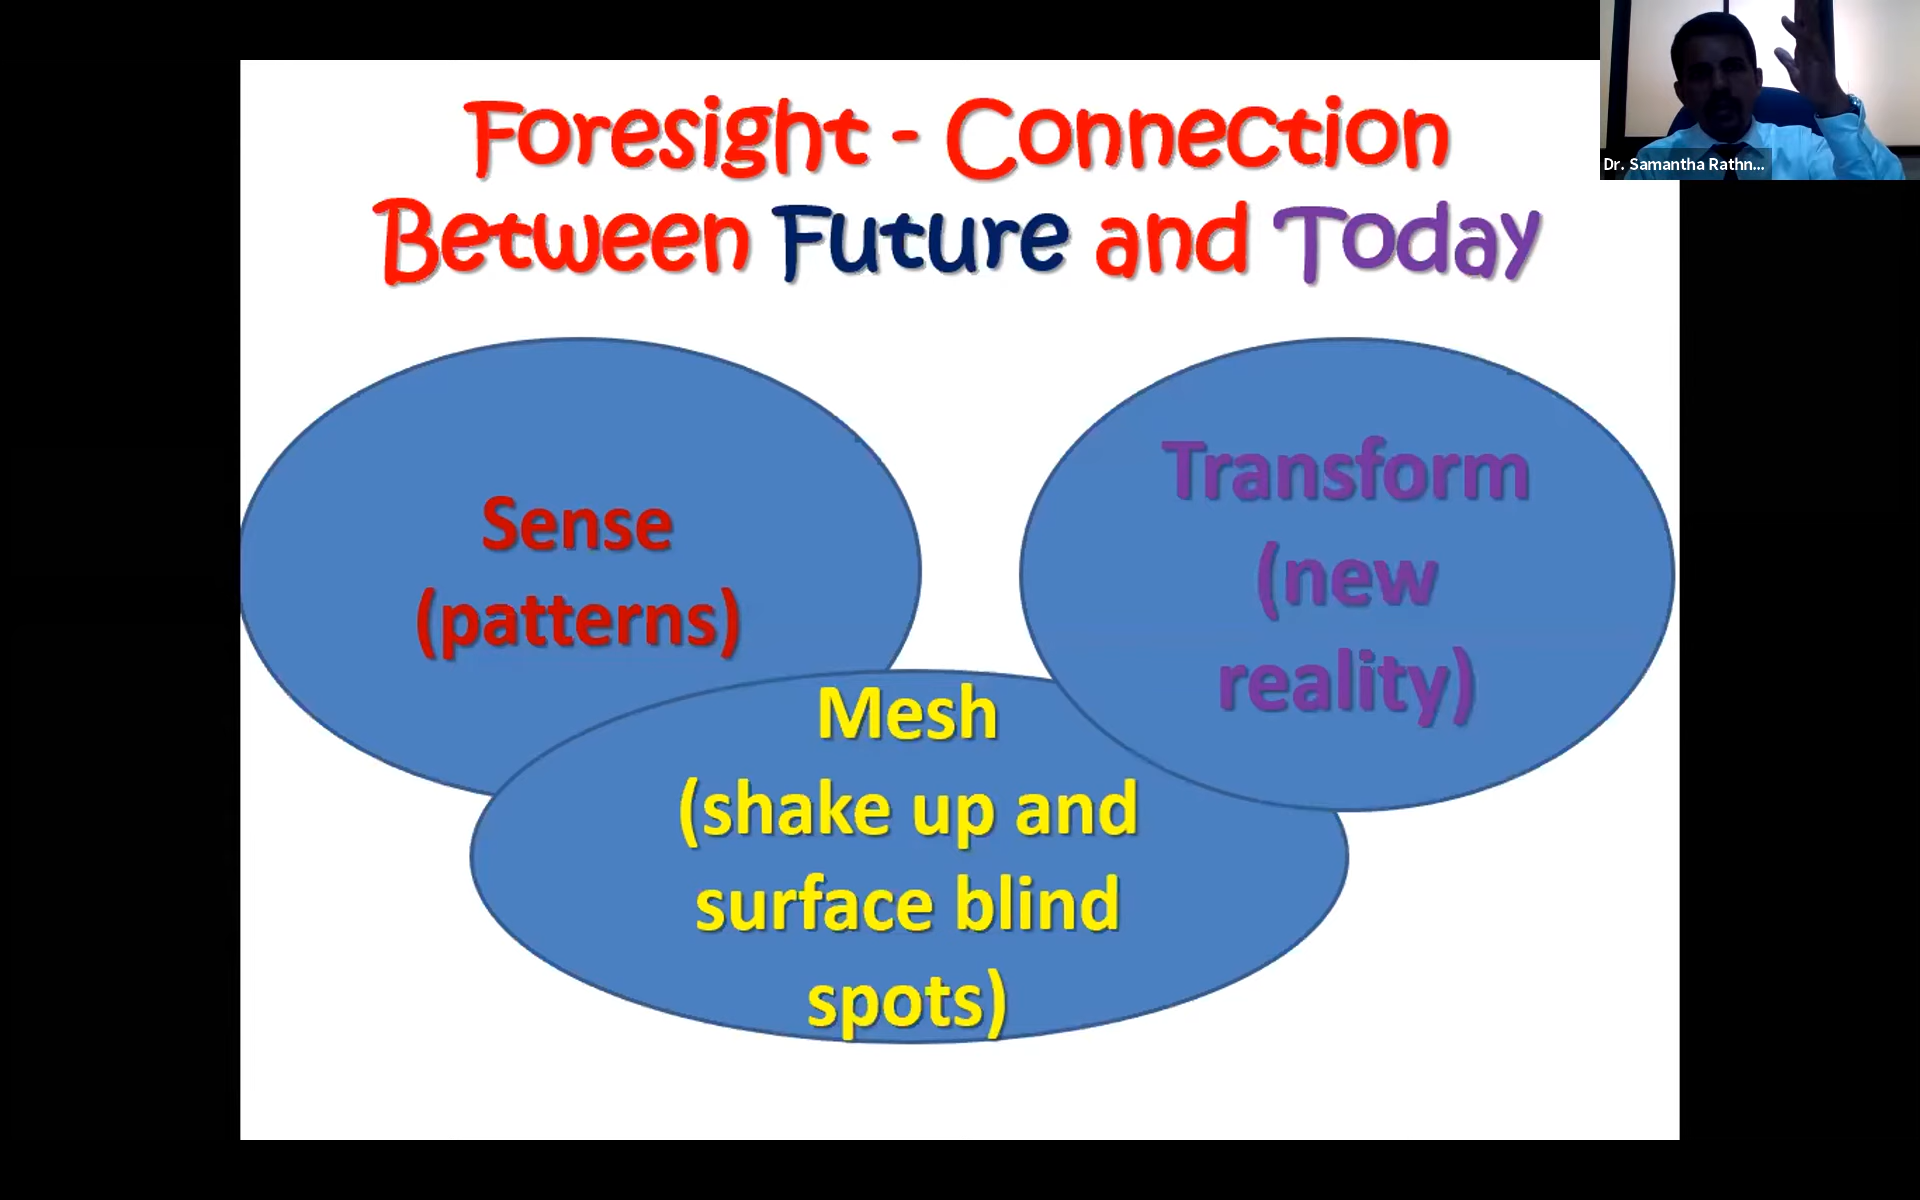 Foresight - Connection
Between Future and Today
Sense
(patterns)
Transform
(new
reality)
Mesh
(shake up and
surface blind
spots)
Dr. Samantha Rathn...